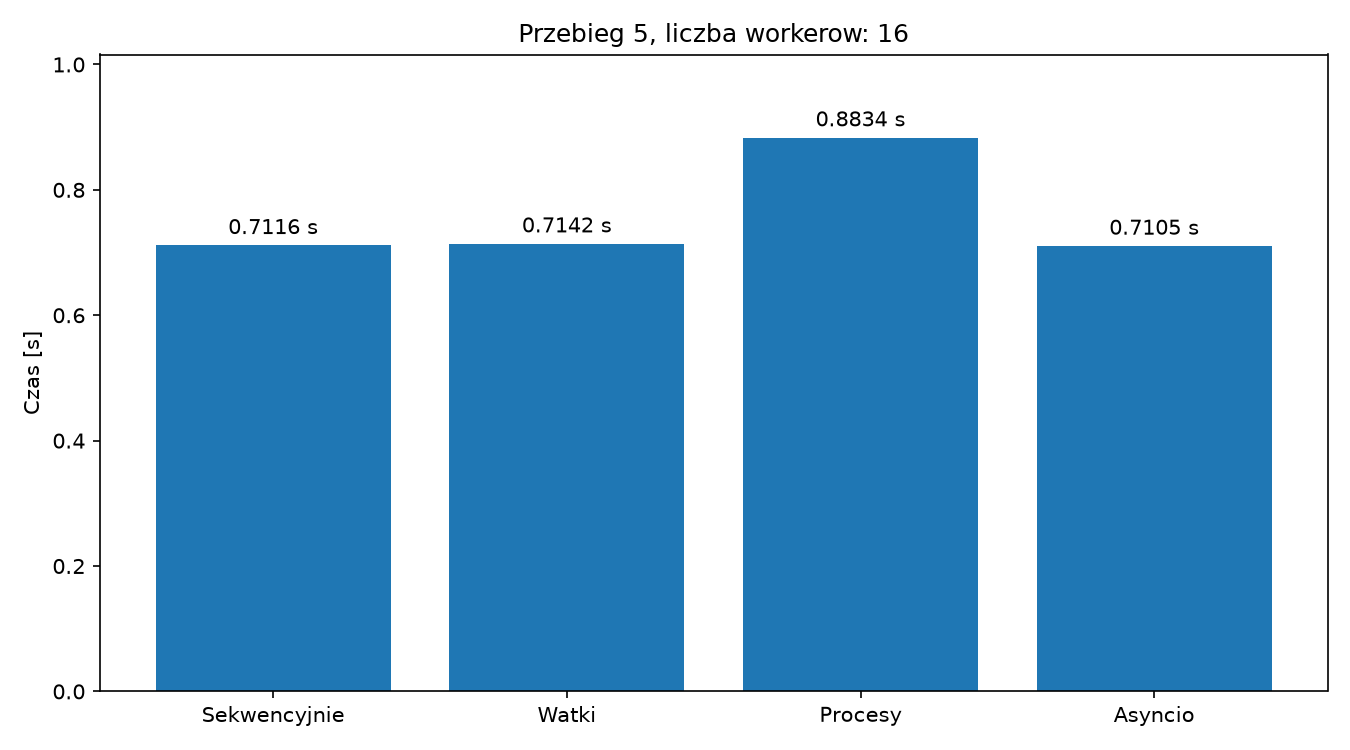 Przebieg 5, liczba workerow: 16
Czas [s]
1.0
0.8
0.6
0.4
0.2
0.0
0.7116 s
0.7142 s
0.8834 s
0.7105 s
Sekwencyjnie
Watki
Procesy
Asyncio